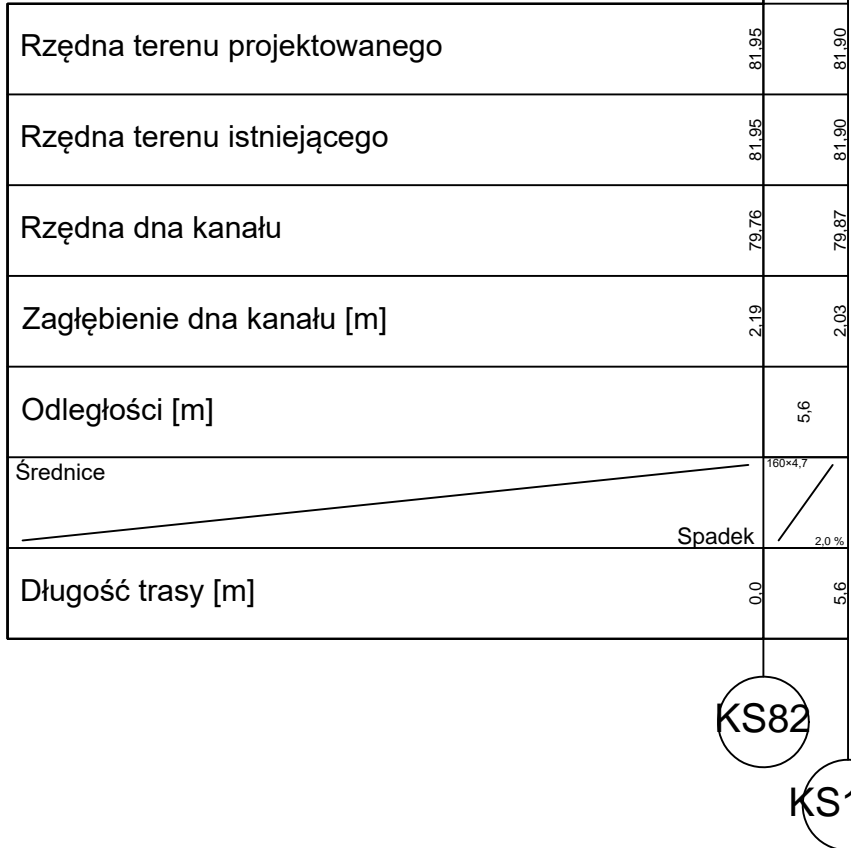 Rzędna terenu projektowanego 81,95 81,90
Rzędna terenu istniejącego 81,95 81,90
Rzędna dna kanału 79,76 79,87
Zagłębienie dna kanału [m] 2,19 2,03
Odległości [m] 5,6
Średnice 160×4,7
Spadek 2,0 %
Długość trasy [m] 0,0 5,6
KS82